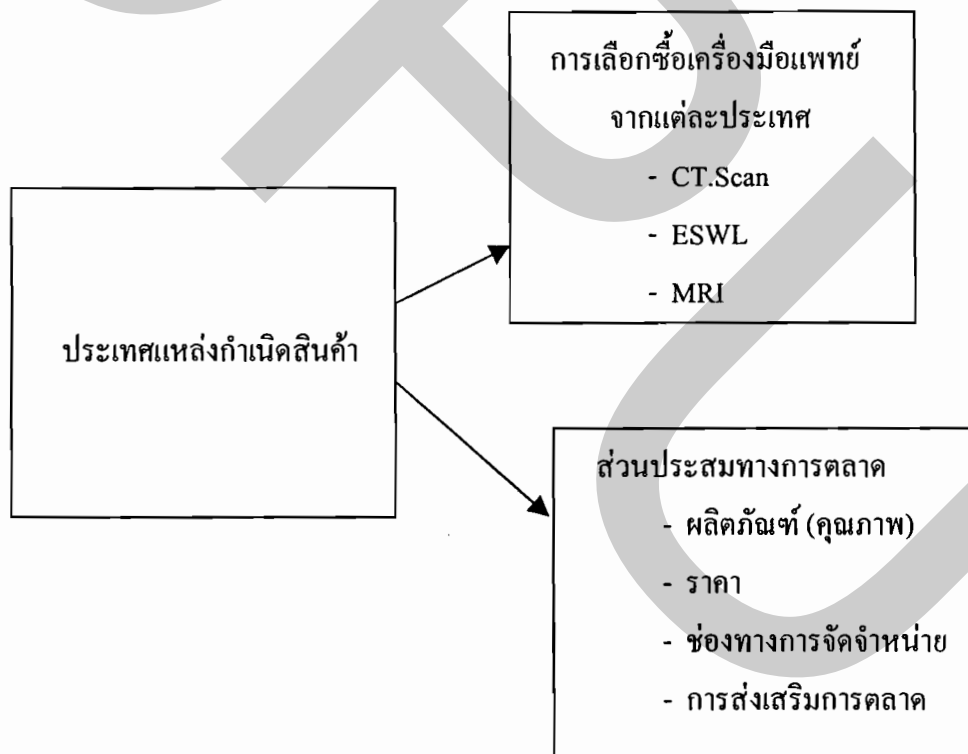 การเลือกซื้อเครื่องมือแพทย์
จากแต่ละประเทศ
- CT.Scan
- ESWL
- MRI
ประเทศแหล่งกำเนิดสินค้า
ส่วนประสมทางการตลาด
- ผลิตภัณฑ์ (คุณภาพ)
- ราคา
- ช่องทางการจัดจำหน่าย
- การส่งเสริมการตลาด